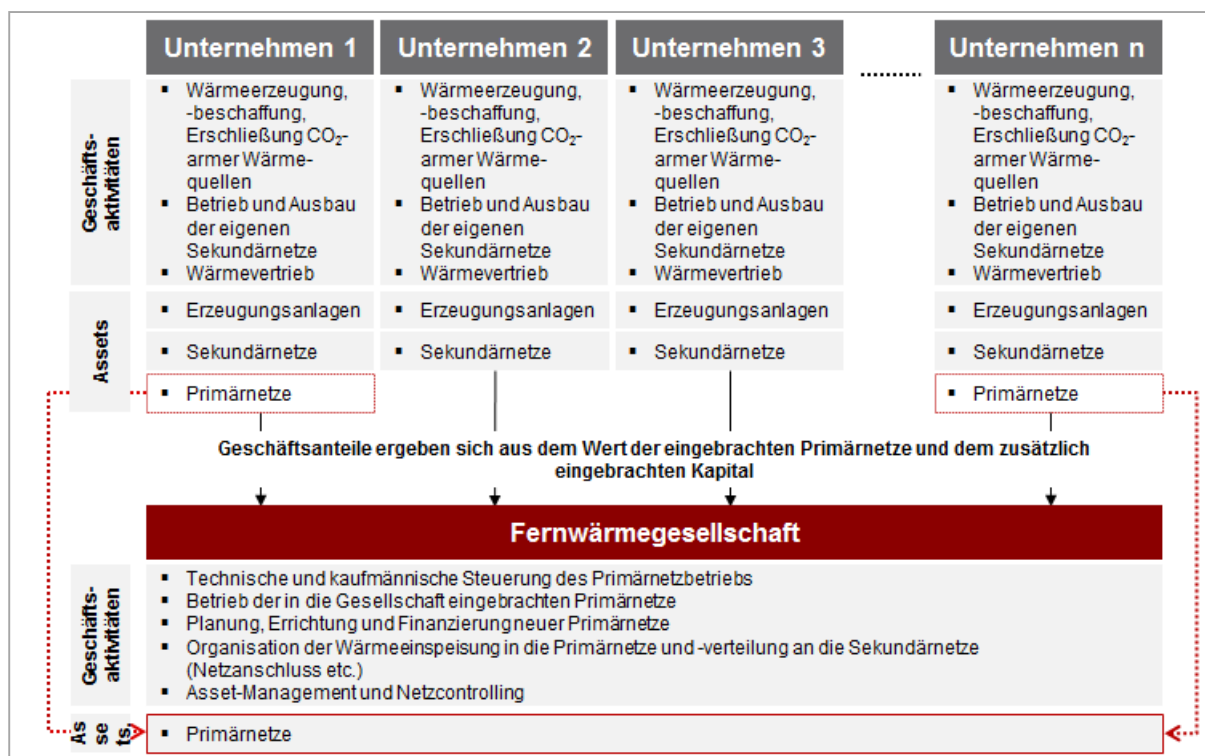 Unternehmen 1
Unternehmen 2
Unternehmen 3
..........
Unternehmen n
Geschäfts-
aktivitäten
▪ Wärmeerzeugung,
-beschaffung,
Erschließung CO₂-
armer Wärme-
quellen
▪ Betrieb und Ausbau
der eigenen
Sekundärnetze
▪ Wärmevertrieb
▪ Wärmeerzeugung,
-beschaffung,
Erschließung CO₂-
armer Wärme-
quellen
▪ Betrieb und Ausbau
der eigenen
Sekundärnetze
▪ Wärmevertrieb
▪ Wärmeerzeugung,
-beschaffung,
Erschließung CO₂-
armer Wärme-
quellen
▪ Betrieb und Ausbau
der eigenen
Sekundärnetze
▪ Wärmevertrieb
▪ Wärmeerzeugung,
-beschaffung,
Erschließung CO₂-
armer Wärme-
quellen
▪ Betrieb und Ausbau
der eigenen
Sekundärnetze
▪ Wärmevertrieb
Assets
▪ Erzeugungsanlagen
▪ Erzeugungsanlagen
▪ Erzeugungsanlagen
▪ Erzeugungsanlagen
▪ Sekundärnetze
▪ Sekundärnetze
▪ Sekundärnetze
▪ Sekundärnetze
▪ Primärnetze
▪ Primärnetze
Geschäftsanteile ergeben sich aus dem Wert der eingebrachten Primärnetze und dem zusätzlich
eingebrachten Kapital
Fernwärmegesellschaft
Geschäfts-
aktivitäten
▪ Technische und kaufmännische Steuerung des Primärnetzbetriebs
▪ Betrieb der in die Gesellschaft eingebrachten Primärnetze
▪ Planung, Errichtung und Finanzierung neuer Primärnetze
▪ Organisation der Wärmeeinspeisung in die Primärnetze und -verteilung an die Sekundärnetze
(Netzanschluss etc.)
▪ Asset-Management und Netzcontrolling
As
se
ts
▪ Primärnetze